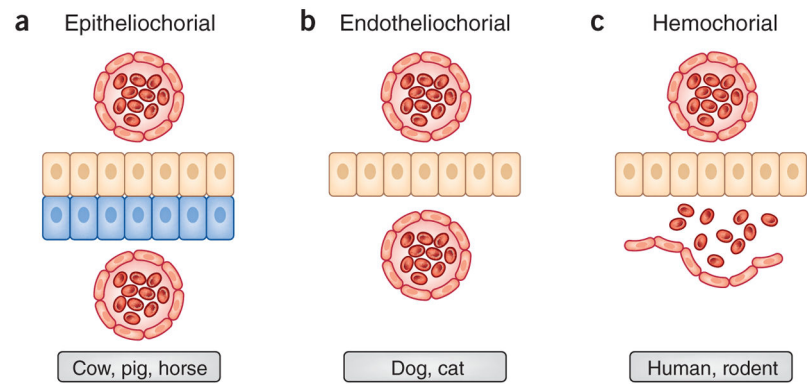 a Epitheliochorial
b Endotheliochorial
c Hemochorial
Cow, pig, horse
Dog, cat
Human, rodent